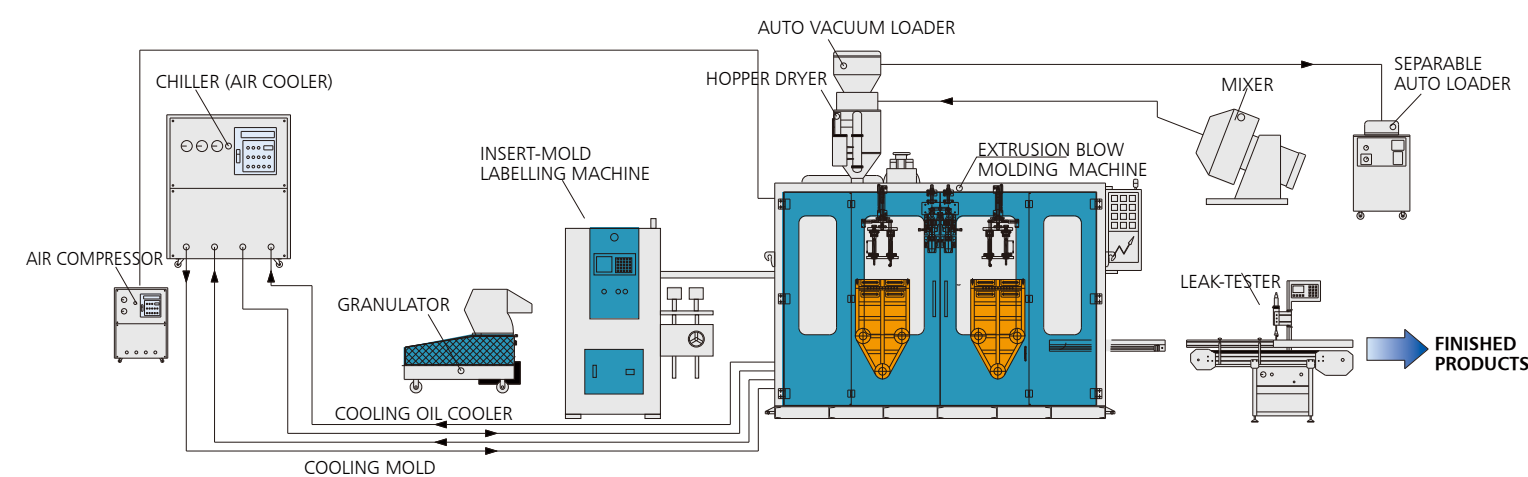 AUTO VACUUM LOADER
HOPPER DRYER
SEPARABLE
AUTO LOADER
MIXER
CHILLER (AIR COOLER)
INSERT-MOLD
LABELLING MACHINE
EXTRUSION BLOW
MOLDING MACHINE
AIR COMPRESSOR
GRANULATOR
LEAK-TESTER
FINISHED
PRODUCTS
COOLING OIL COOLER
COOLING MOLD